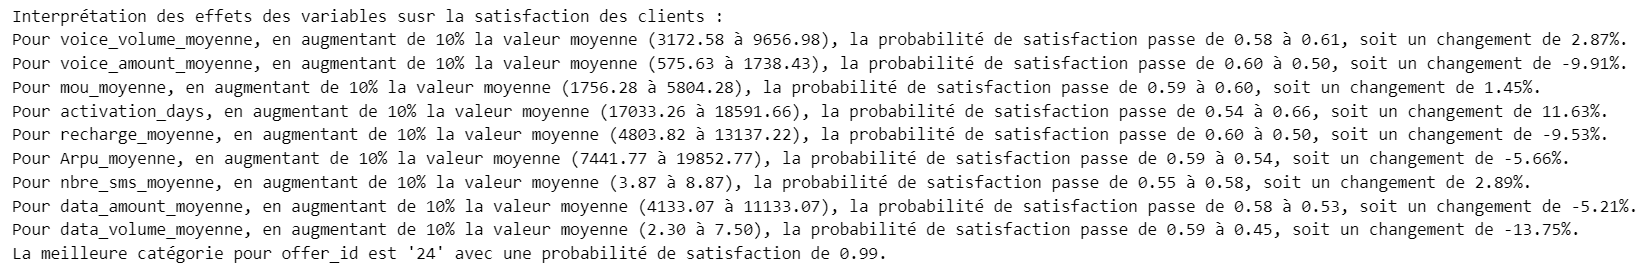 Interprétation des effets des variables susr la satisfaction des clients :
Pour voice_volume_moyenne, en augmentant de 10% la valeur moyenne (3172.58 à 9656.98), la probabilité de satisfaction passe de 0.58 à 0.61, soit un changement de 2.87%.
Pour voice_amount_moyenne, en augmentant de 10% la valeur moyenne (575.63 à 1738.43), la probabilité de satisfaction passe de 0.60 à 0.50, soit un changement de -9.91%.
Pour mou_moyenne, en augmentant de 10% la valeur moyenne (1756.28 à 5804.28), la probabilité de satisfaction passe de 0.59 à 0.60, soit un changement de 1.45%.
Pour activation_days, en augmentant de 10% la valeur moyenne (17033.26 à 18591.66), la probabilité de satisfaction passe de 0.54 à 0.66, soit un changement de 11.63%.
Pour recharge_moyenne, en augmentant de 10% la valeur moyenne (4803.82 à 13137.22), la probabilité de satisfaction passe de 0.60 à 0.50, soit un changement de -9.53%.
Pour Arpu_moyenne, en augmentant de 10% la valeur moyenne (7441.77 à 19852.77), la probabilité de satisfaction passe de 0.59 à 0.54, soit un changement de -5.66%.
Pour nbre_sms_moyenne, en augmentant de 10% la valeur moyenne (3.87 à 8.87), la probabilité de satisfaction passe de 0.55 à 0.58, soit un changement de 2.89%.
Pour data_amount_moyenne, en augmentant de 10% la valeur moyenne (4133.07 à 11133.07), la probabilité de satisfaction passe de 0.58 à 0.53, soit un changement de -5.21%.
Pour data_volume_moyenne, en augmentant de 10% la valeur moyenne (2.30 à 7.50), la probabilité de satisfaction passe de 0.59 à 0.45, soit un changement de -13.75%.
La meilleure catégorie pour offer_id est '24' avec une probabilité de satisfaction de 0.99.